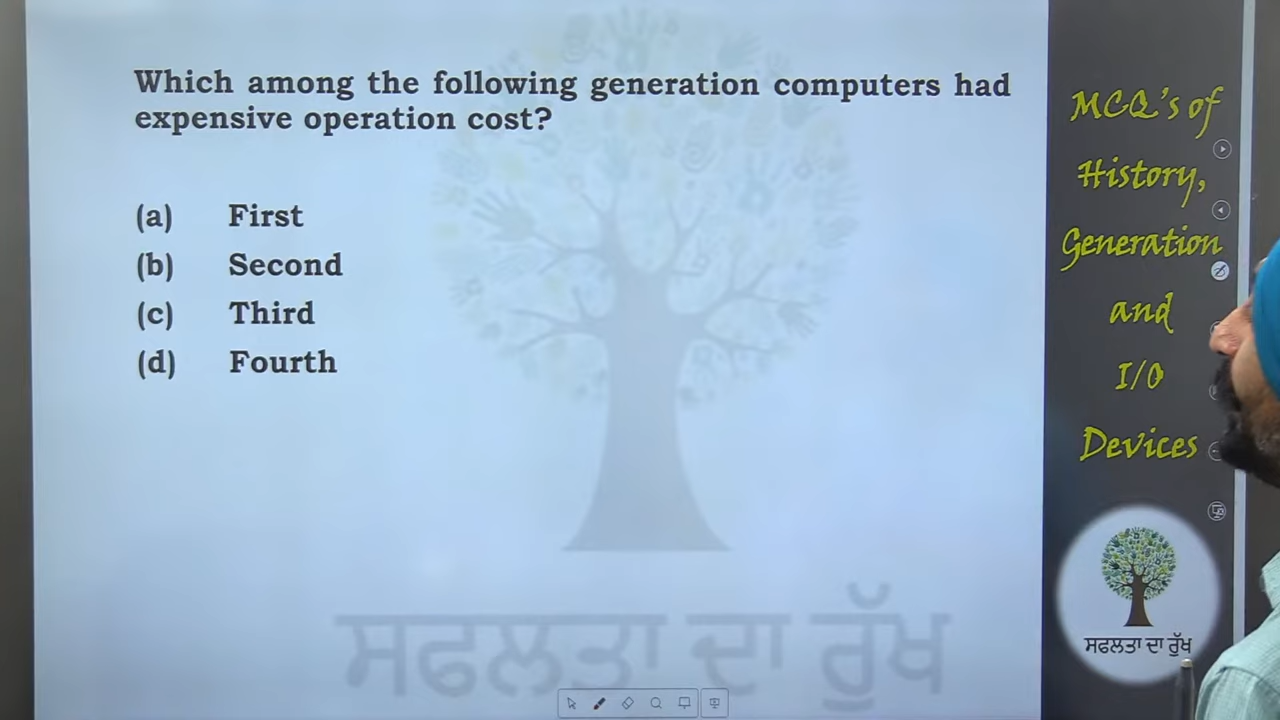 Which among the following generation computers had
expensive operation cost?
(a) First
(b) Second
(c) Third
(d) Fourth
ਸਫਲਤਾ ਦਾ ਰੁੱਖ
MCQ's of
History,
Generation
and
I/O
Devices
ਸਫਲਤਾ ਦਾ ਰੁੱਖ